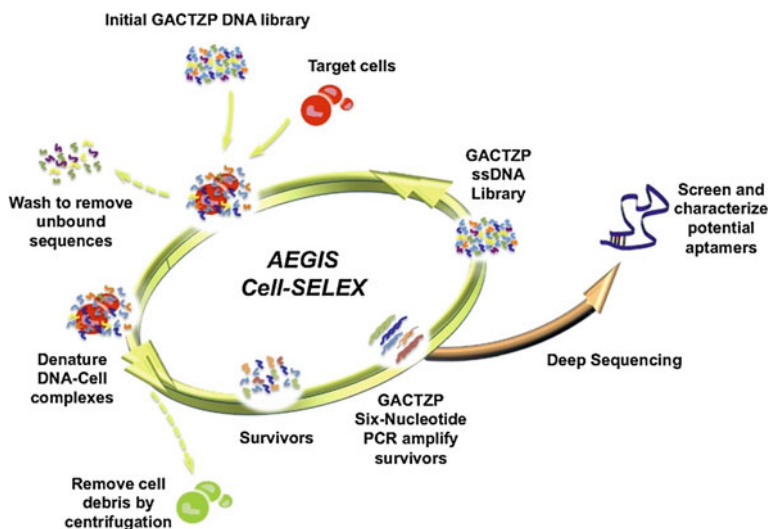 Initial GACTZP DNA library
Target cells
Wash to remove
unbound
sequences
GACTZP
ssDNA
Library
Screen and
characterize
potential
aptamers
AEGIS
Cell-SELEX
Denature
DNA-Cell
complexes
Survivors
GACTZP
Six-Nucleotide
PCR amplify
survivors
Deep Sequencing
Remove cell
debris by
centrifugation